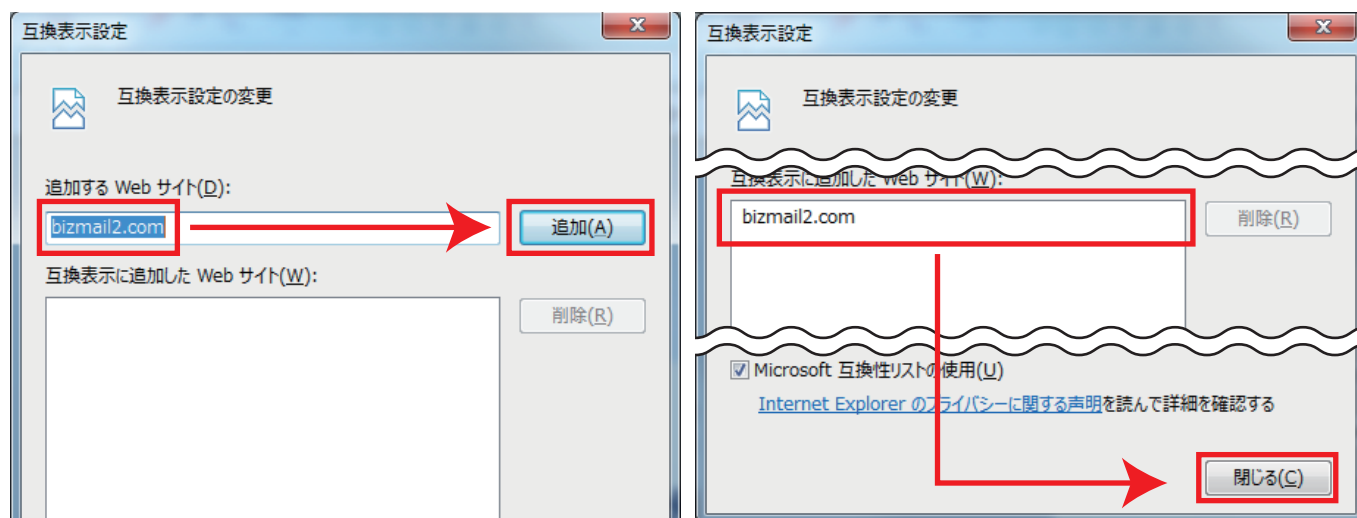 互換表示設定
互換表示設定の変更
追加する Web サイト(D):
bizmail2.com
追加(A)
互換表示に追加した Web サイト(W):
削除(R)
互換表示設定
互換表示設定の変更
互換表示に追加した Web サイト(W):
bizmail2.com
削除(R)
Microsoft 互換性リストの使用(U)
Internet Explorer のプライバシーに関する声明を読んで詳細を確認する
閉じる(C)